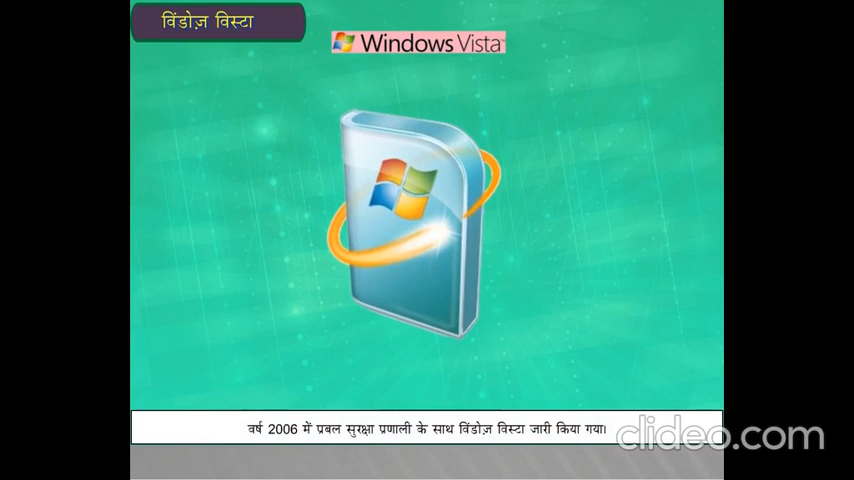 विंडोज़ विस्टा
Windows Vista
वर्ष 2006 में प्रबल सुरक्षा प्रणाली के साथ विंडोज़ विस्टा जारी किया गया।
clideo.com